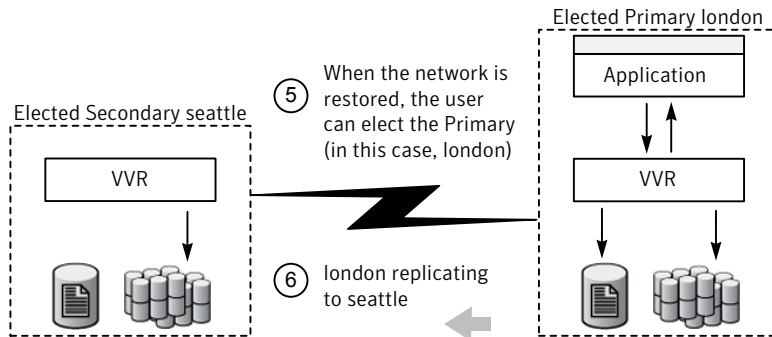 Elected Primary london
Application
5
When the network is
restored, the user
can elect the Primary
(in this case, london)
Elected Secondary seattle
VVR
VVR
6
london replicating
to seattle